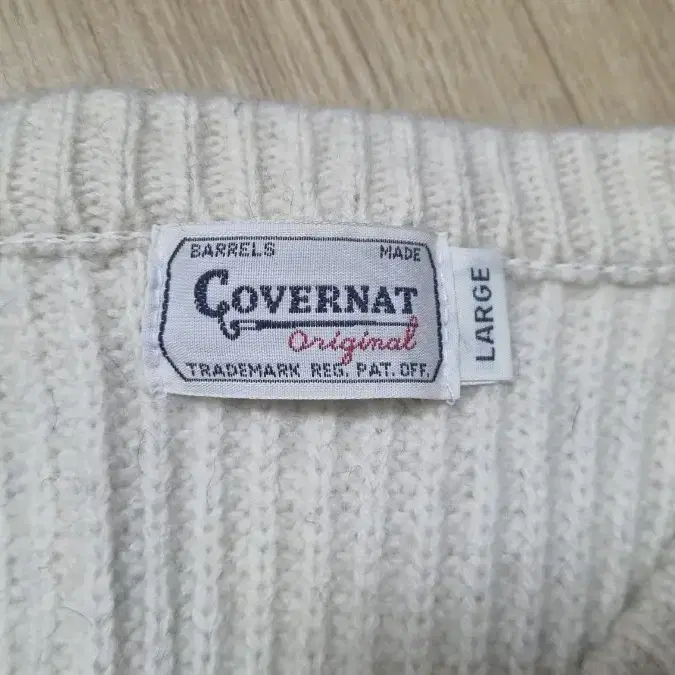 BARRELS MADE
COVERNAT
Original
TRADEMARK REG. PAT. OFF.
LARGE